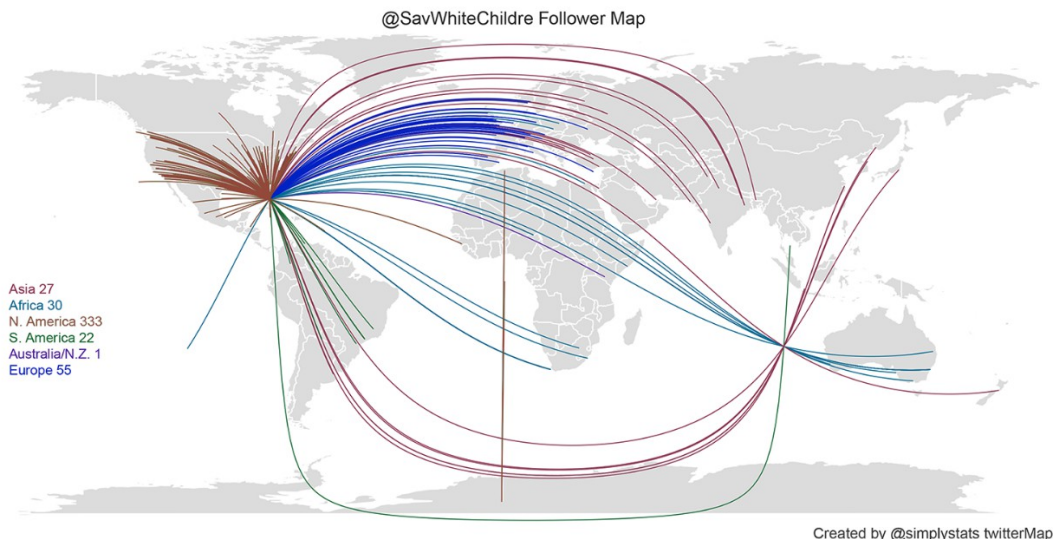 @SavWhiteChildre Follower Map
Asia 27
Africa 30
N. America 333
S. America 22
Australia/N.Z. 1
Europe 55
Created by @simplystats twitterMap